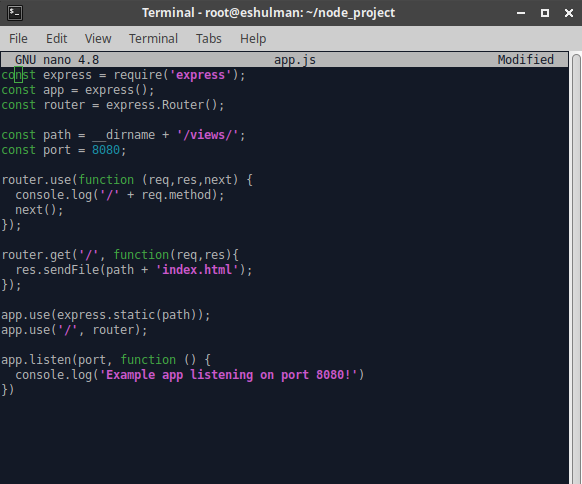 Terminal - root@eshulman: ~/node_project
File Edit View Terminal Tabs Help
GNU nano 4.8 app.js Modified
const express = require('express');
const app = express();
const router = express.Router();

const path = __dirname + '/views/';
const port = 8080;

router.use(function (req,res,next) {
  console.log('/' + req.method);
  next();
});

router.get('/', function(req,res){
  res.sendFile(path + 'index.html');
});

app.use(express.static(path));
app.use('/', router);

app.listen(port, function () {
  console.log('Example app listening on port 8080!')
})